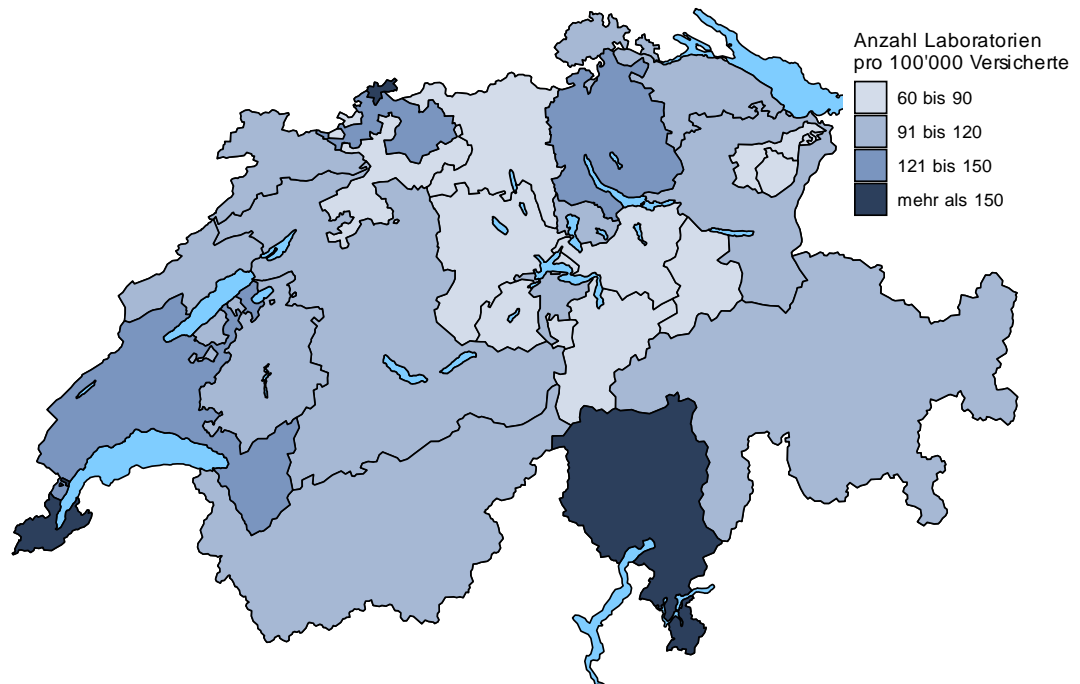 Anzahl Laboratorien
pro 100'000 Versicherte
60 bis 90
91 bis 120
121 bis 150
mehr als 150